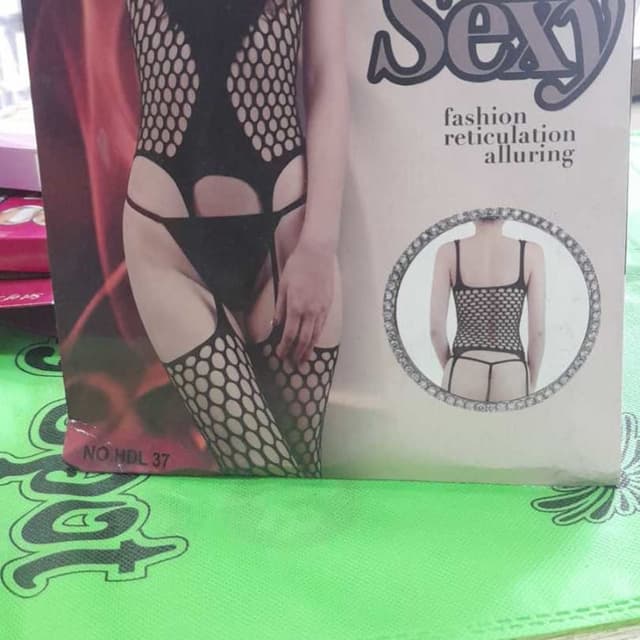 Sexy
fashion
reticulation
alluring
NO HDL 37